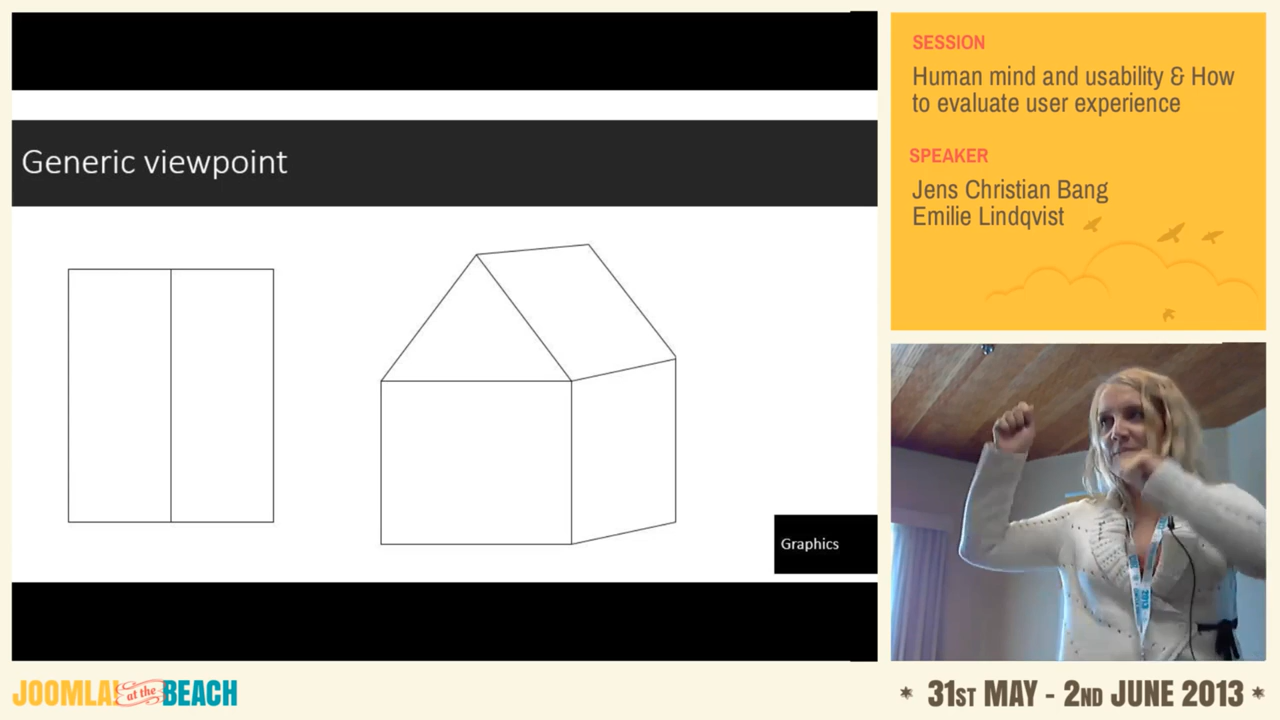 Generic viewpoint
Graphics
SESSION
Human mind and usability & How
to evaluate user experience
SPEAKER
Jens Christian Bang
Emilie Lindqvist
2013
JOOMLA! at the BEACH
* 31ST MAY - 2ND JUNE 2013 *